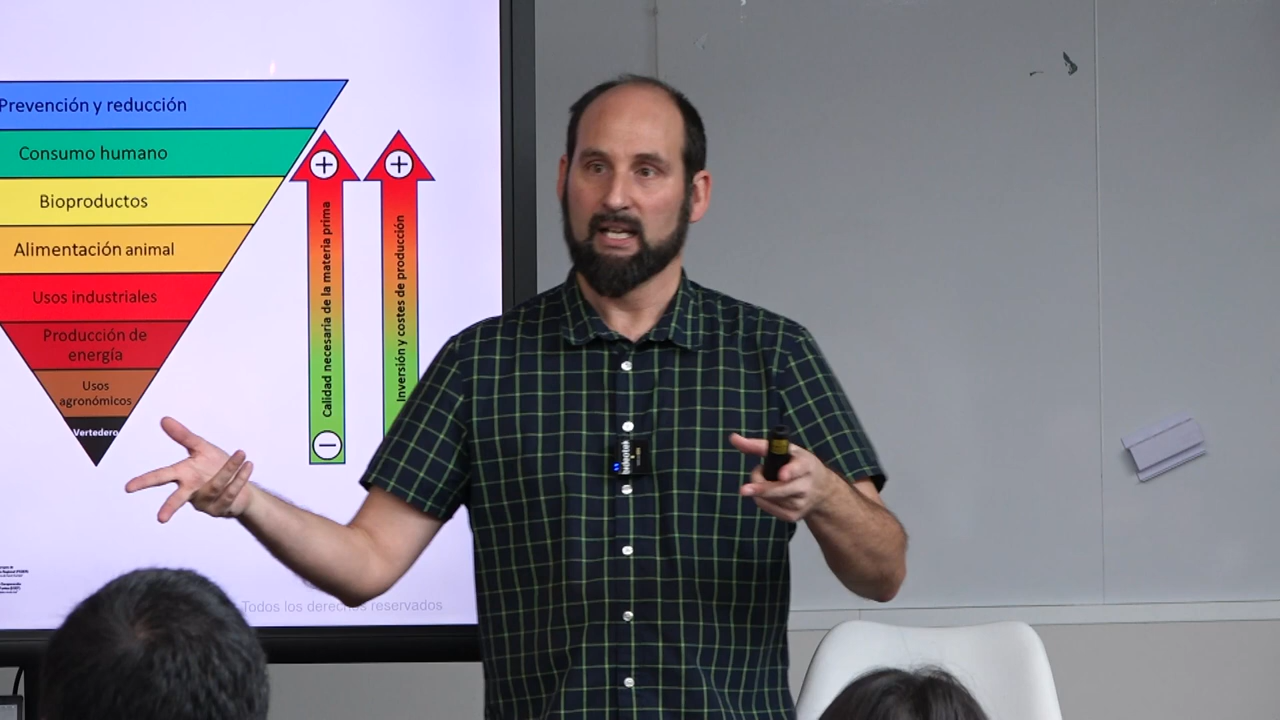 Prevención y reducción
Consumo humano
Bioproductos
Alimentación animal
Usos industriales
Producción de
energía
Usos
agronómicos
Vertedero
+
Calidad necesaria de la materia prima
−
+
Inversión y costes de producción
Todos los derechos reservados